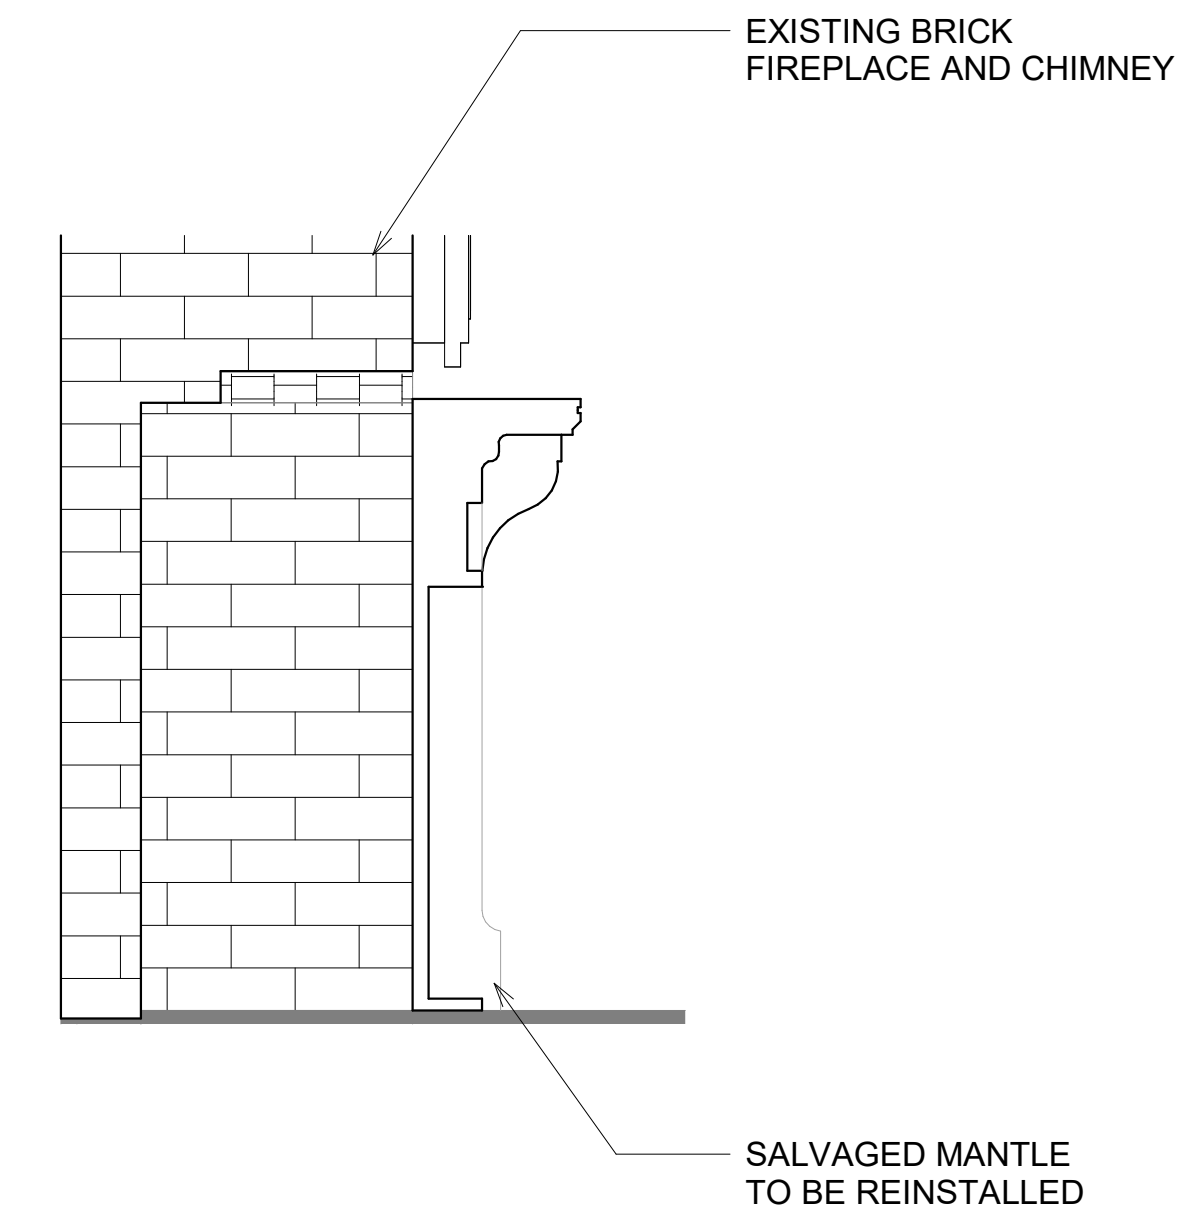 EXISTING BRICK
FIREPLACE AND CHIMNEY
SALVAGED MANTLE
TO BE REINSTALLED